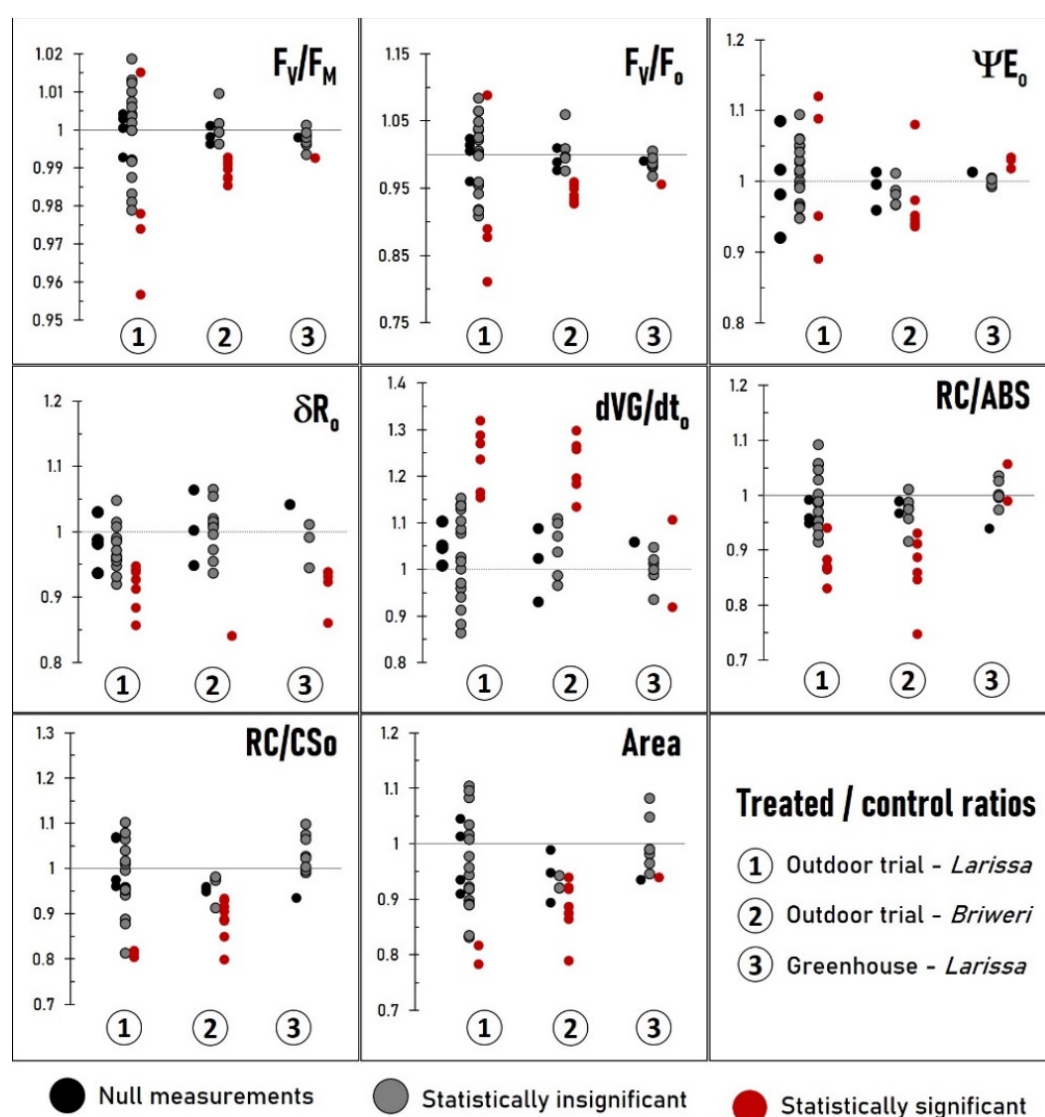 F_V/F_M
1.02
1.01
1
0.99
0.98
0.97
0.96
0.95
1 2 3
F_V/F_o
1.15
1.05
0.95
0.85
0.75
1 2 3
ΨE_o
1.2
1.1
1
0.9
0.8
1 2 3
δR_o
1.2
1.1
1
0.9
0.8
1 2 3
dVG/dt_o
1.4
1.3
1.2
1.1
1
0.9
0.8
1 2 3
RC/ABS
1.2
1.1
1
0.9
0.8
0.7
1 2 3
RC/CSo
1.3
1.2
1.1
1
0.9
0.8
0.7
1 2 3
Area
1.2
1.1
1
0.9
0.8
0.7
1 2 3
Treated / control ratios
1 Outdoor trial - Larissa
2 Outdoor trial - Briweri
3 Greenhouse - Larissa
Null measurements Statistically insignificant Statistically significant